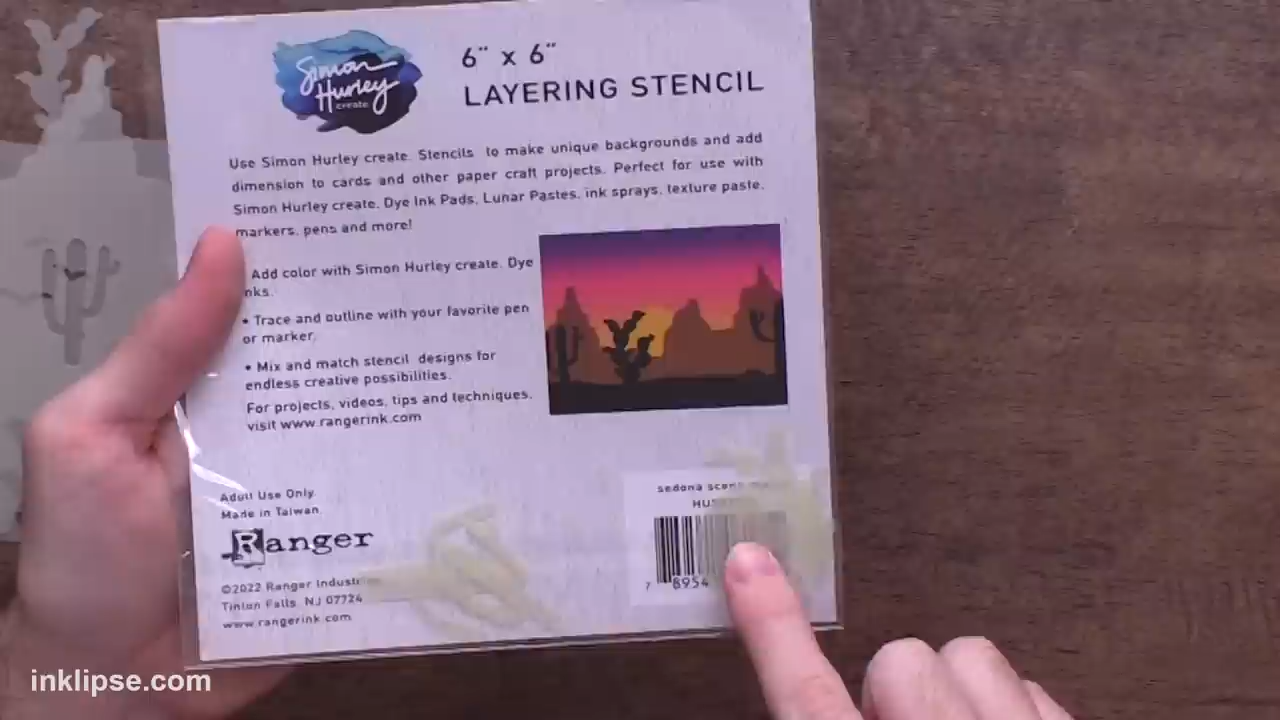 Simon
Hurley
create
6" x 6"
LAYERING STENCIL
Use Simon Hurley create. Stencils to make unique backgrounds and add
dimension to cards and other paper craft projects. Perfect for use with
Simon Hurley create. Dye Ink Pads, Lunar Pastes, ink sprays, texture paste,
markers, pens and more!
Add color with Simon Hurley create. Dye
nks.
• Trace and outline with your favorite pen
or marker.
• Mix and match stencil designs for
endless creative possibilities.
For projects, videos, tips and techniques,
visit www.rangerink.com
Adult Use Only.
Made in Taiwan.
Ranger
©2022 Ranger
Tinton Falls, NJ 07724
www.rangerink.com
sedona
7 8954
inklipse.com